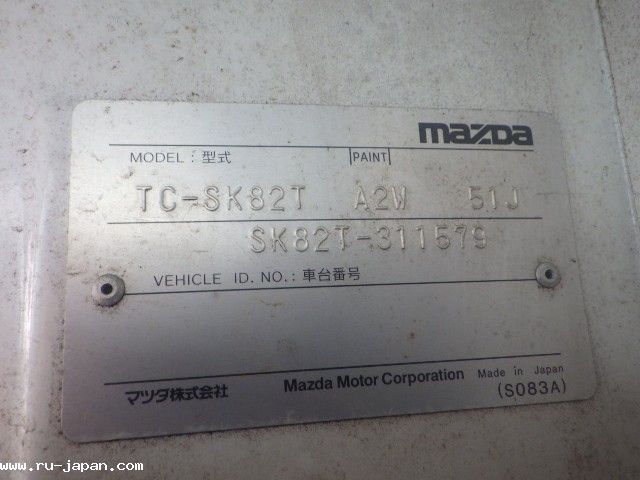 mazda
MODEL : 型式 PAINT
TC-SK82T A2W 51J
SK82T-311579
VEHICLE ID. NO. : 車台番号
マツダ株式会社 Mazda Motor Corporation Made in Japan
(S083A)
www.ru-japan.com